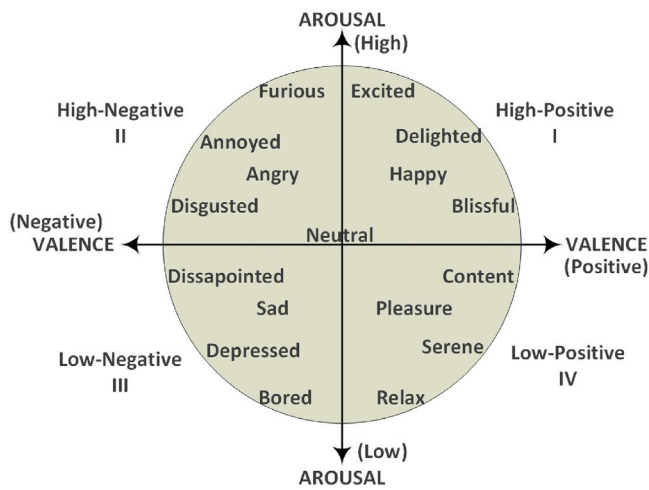 AROUSAL
(High)
Furious Excited
High-Negative
II
High-Positive
I
Annoyed Delighted
Angry Happy
Disgusted Blissful
(Negative)
VALENCE
Neutral
VALENCE
(Positive)
Dissapointed Content
Sad Pleasure
Depressed Serene
Low-Negative
III
Low-Positive
IV
Bored Relax
(Low)
AROUSAL